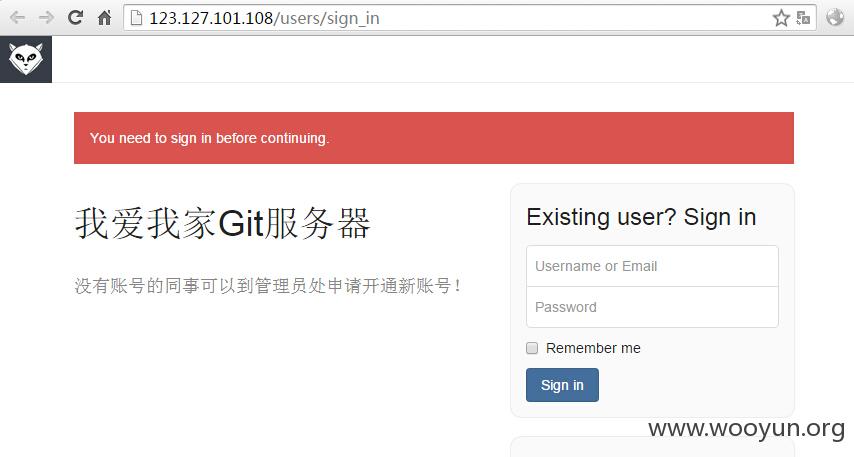 123.127.101.108/users/sign_in
You need to sign in before continuing.
我爱我家Git服务器
没有账号的同事可以到管理员处申请开通新账号!
Existing user? Sign in
Username or Email
Password
Remember me
Sign in
www.wooyun.org